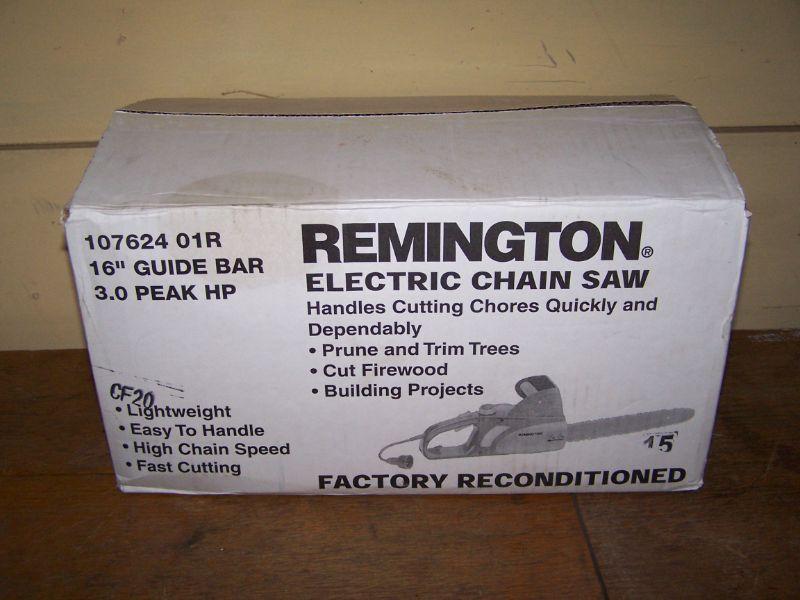 107624 01R
16" GUIDE BAR
3.0 PEAK HP
REMINGTON®
ELECTRIC CHAIN SAW
Handles Cutting Chores Quickly and
Dependably
• Prune and Trim Trees
• Cut Firewood
• Building Projects
CF20
• Lightweight
• Easy To Handle
• High Chain Speed
• Fast Cutting
REMINGTON
15
FACTORY RECONDITIONED